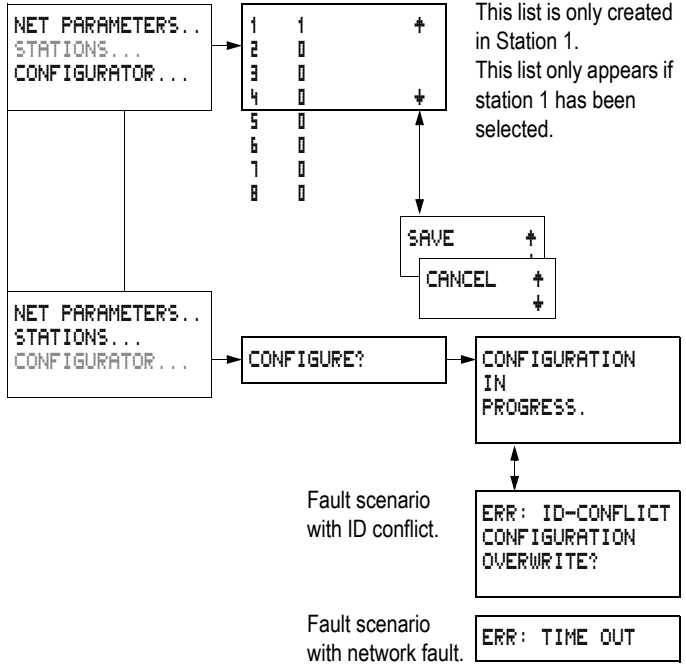 NET PARAMETERS..
STATIONS...
CONFIGURATOR...
1 1
2 0
3 0
4 0
5 0
6 0
7 0
8 0
This list is only created
in Station 1.
This list only appears if
station 1 has been
selected.
SAVE
CANCEL
NET PARAMETERS..
STATIONS...
CONFIGURATOR...
CONFIGURE?
CONFIGURATION
IN
PROGRESS.
Fault scenario
with ID conflict.
ERR: ID-CONFLICT
CONFIGURATION
OVERWRITE?
Fault scenario
with network fault.
ERR: TIME OUT